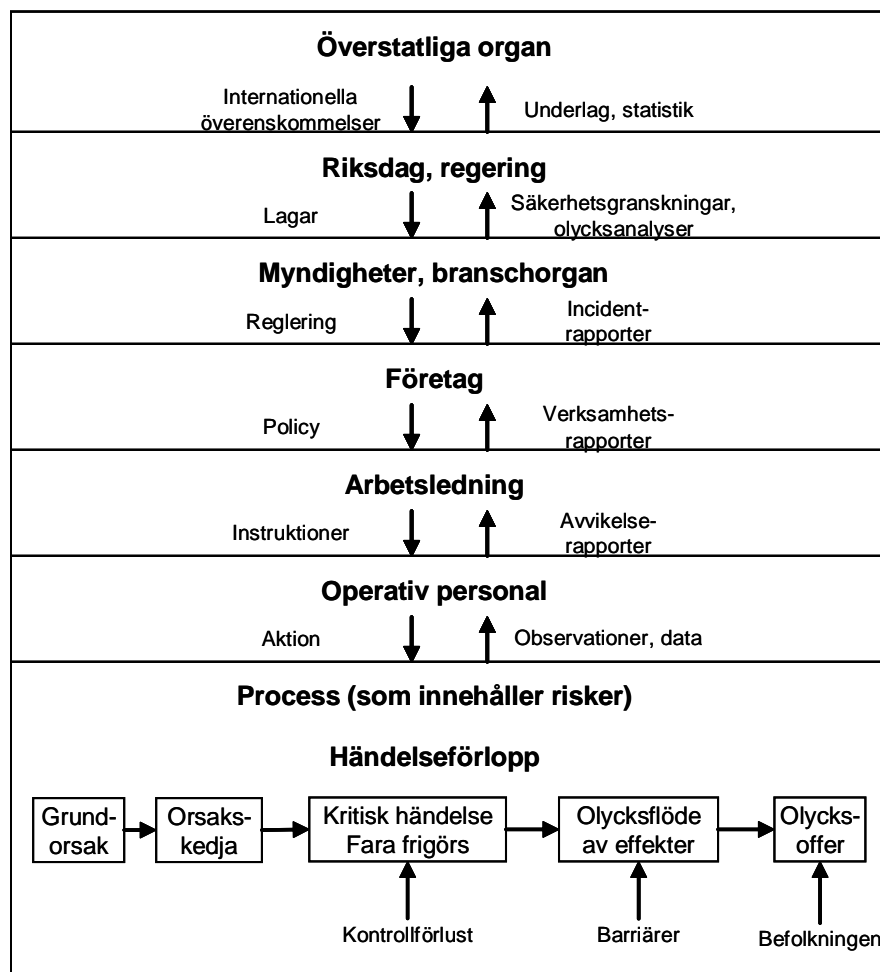 Överstatliga organ
Internationella
överenskommelser
Underlag, statistik
Riksdag, regering
Lagar
Säkerhetsgranskningar,
olycksanalyser
Myndigheter, branschorgan
Reglering
Incident-
rapporter
Företag
Policy
Verksamhets-
rapporter
Arbetsledning
Instruktioner
Avvikelse-
rapporter
Operativ personal
Aktion
Observationer, data
Process (som innehåller risker)
Händelseförlopp
Grund-
orsak
Orsaks-
kedja
Kritisk händelse
Fara frigörs
Olycksflöde
av effekter
Olycks-
offer
Kontrollförlust
Barriärer
Befolkningen